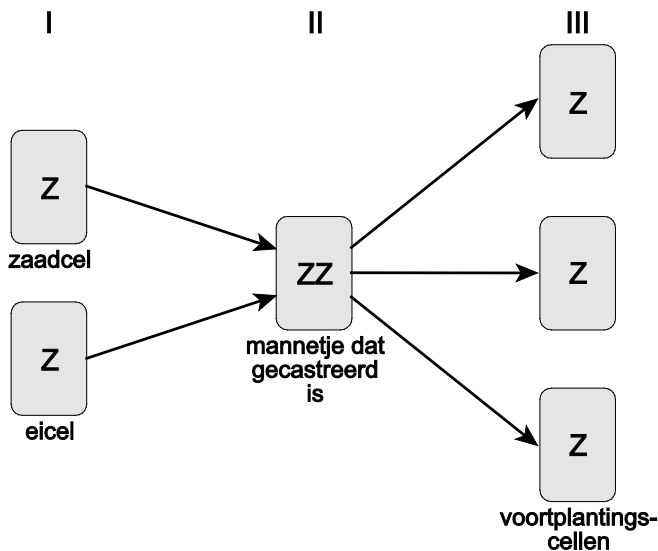 I II III
Z
zaadcel
Z
eicel
ZZ
mannetje dat
gecastreerd
is
Z
Z
Z
voortplantings-
cellen